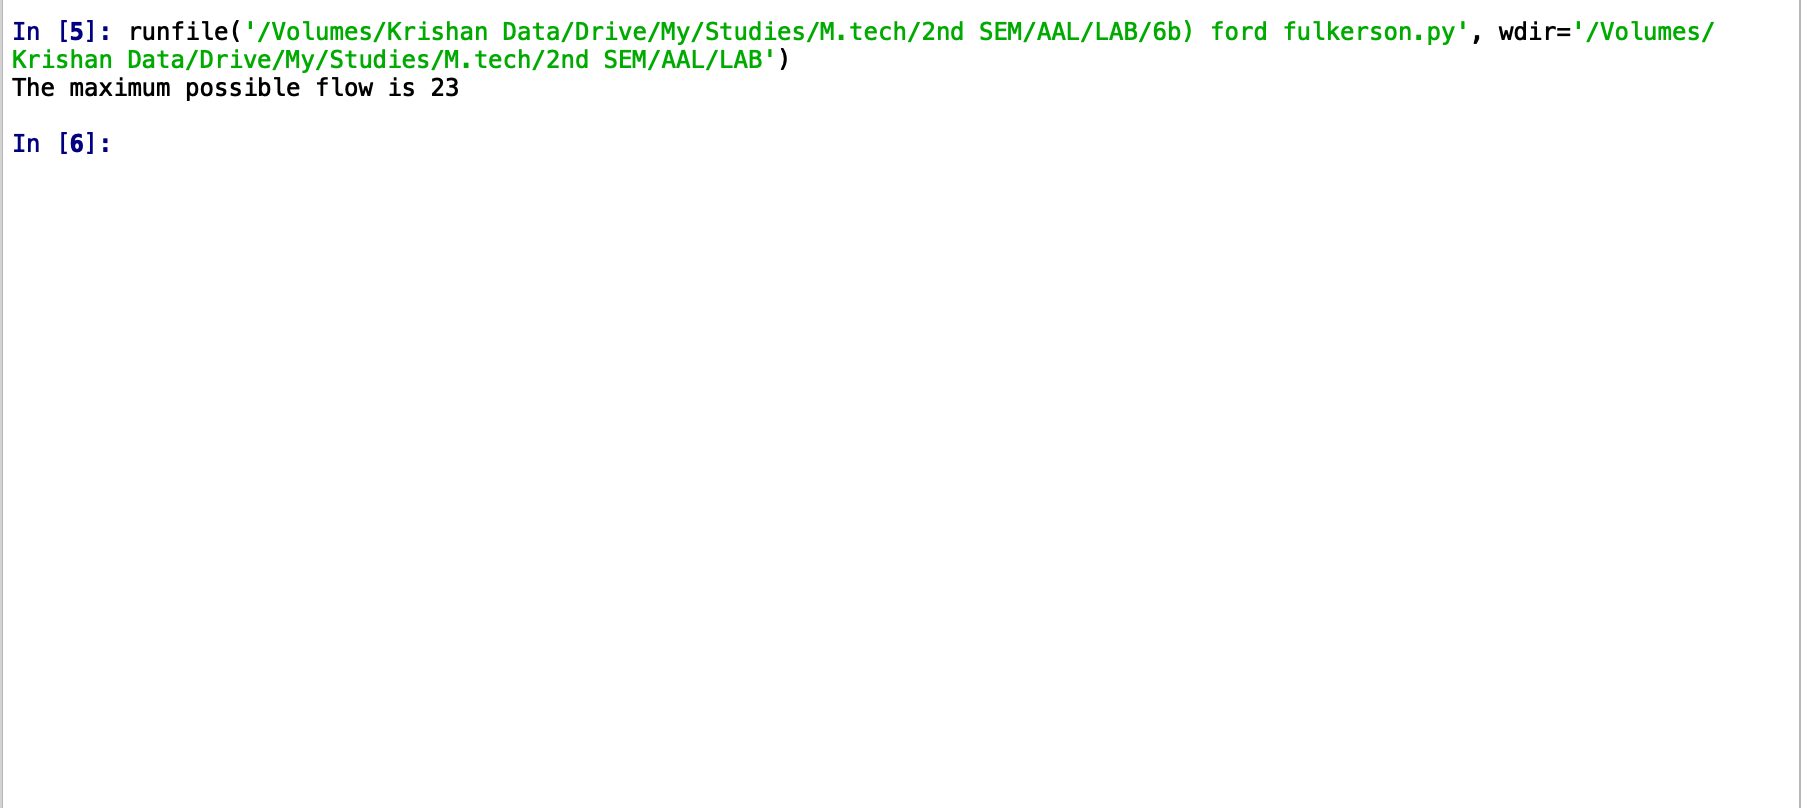 In [5]: runfile('/Volumes/Krishan Data/Drive/My/Studies/M.tech/2nd SEM/AAL/LAB/6b) ford fulkerson.py', wdir='/Volumes/
Krishan Data/Drive/My/Studies/M.tech/2nd SEM/AAL/LAB')
The maximum possible flow is 23
In [6]: